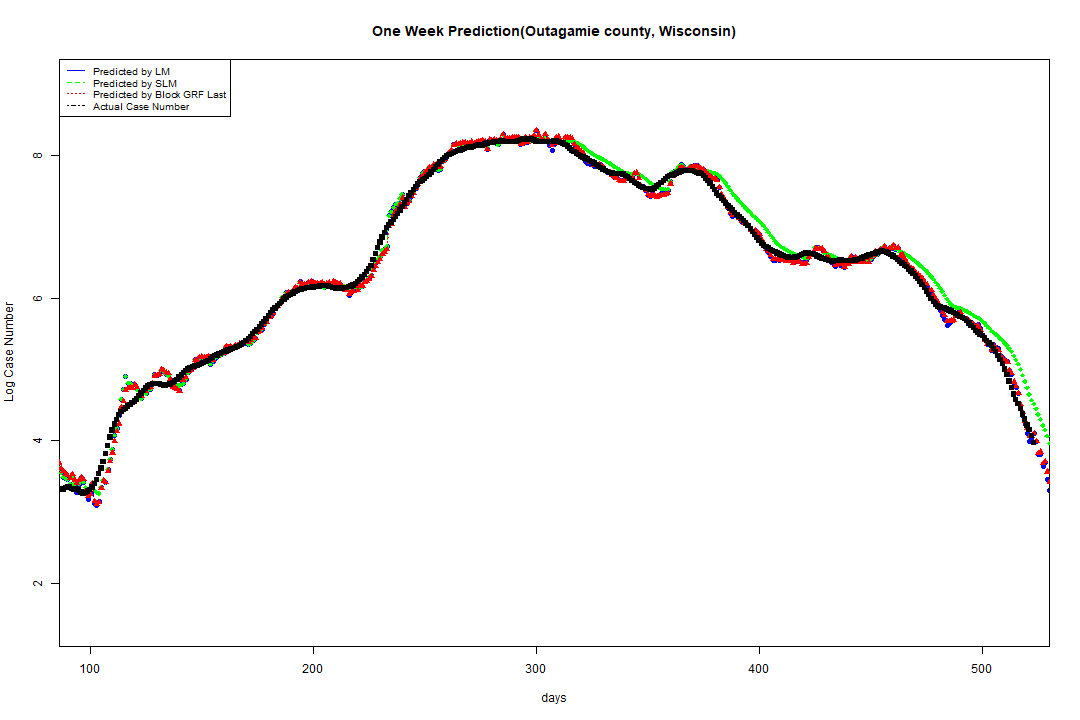 One Week Prediction(Outagamie county, Wisconsin)
Predicted by LM
Predicted by SLM
Predicted by Block GRF Last
Actual Case Number
8
6
4
2
Log Case Number
100 200 300 400 500
days